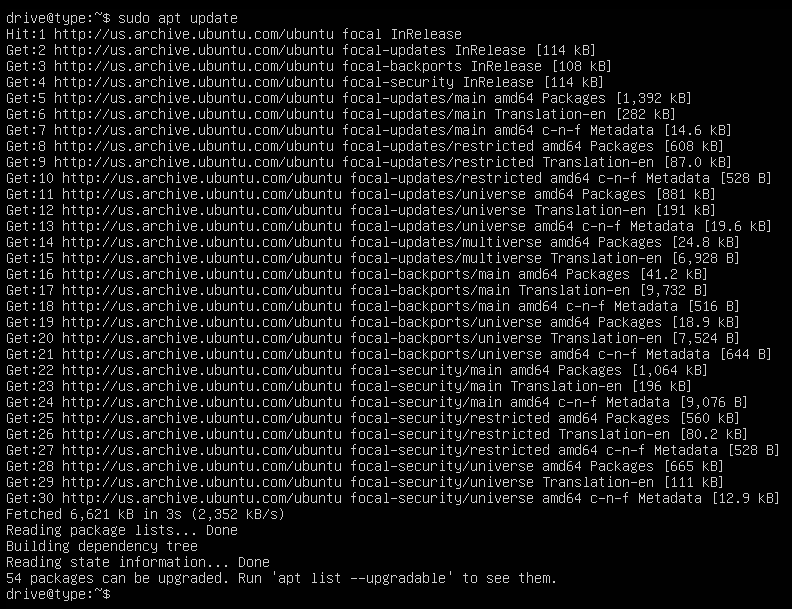 drive@type:~$ sudo apt update
Hit:1 http://us.archive.ubuntu.com/ubuntu focal InRelease
Get:2 http://us.archive.ubuntu.com/ubuntu focal-updates InRelease [114 kB]
Get:3 http://us.archive.ubuntu.com/ubuntu focal-backports InRelease [108 kB]
Get:4 http://us.archive.ubuntu.com/ubuntu focal-security InRelease [114 kB]
Get:5 http://us.archive.ubuntu.com/ubuntu focal-updates/main amd64 Packages [1,392 kB]
Get:6 http://us.archive.ubuntu.com/ubuntu focal-updates/main Translation-en [282 kB]
Get:7 http://us.archive.ubuntu.com/ubuntu focal-updates/main amd64 c-n-f Metadata [14.6 kB]
Get:8 http://us.archive.ubuntu.com/ubuntu focal-updates/restricted amd64 Packages [608 kB]
Get:9 http://us.archive.ubuntu.com/ubuntu focal-updates/restricted Translation-en [87.0 kB]
Get:10 http://us.archive.ubuntu.com/ubuntu focal-updates/restricted amd64 c-n-f Metadata [528 B]
Get:11 http://us.archive.ubuntu.com/ubuntu focal-updates/universe amd64 Packages [881 kB]
Get:12 http://us.archive.ubuntu.com/ubuntu focal-updates/universe Translation-en [191 kB]
Get:13 http://us.archive.ubuntu.com/ubuntu focal-updates/universe amd64 c-n-f Metadata [19.6 kB]
Get:14 http://us.archive.ubuntu.com/ubuntu focal-updates/multiverse amd64 Packages [24.8 kB]
Get:15 http://us.archive.ubuntu.com/ubuntu focal-updates/multiverse Translation-en [6,928 B]
Get:16 http://us.archive.ubuntu.com/ubuntu focal-backports/main amd64 Packages [41.2 kB]
Get:17 http://us.archive.ubuntu.com/ubuntu focal-backports/main Translation-en [9,732 B]
Get:18 http://us.archive.ubuntu.com/ubuntu focal-backports/main amd64 c-n-f Metadata [516 B]
Get:19 http://us.archive.ubuntu.com/ubuntu focal-backports/universe amd64 Packages [18.9 kB]
Get:20 http://us.archive.ubuntu.com/ubuntu focal-backports/universe Translation-en [7,524 B]
Get:21 http://us.archive.ubuntu.com/ubuntu focal-backports/universe amd64 c-n-f Metadata [644 B]
Get:22 http://us.archive.ubuntu.com/ubuntu focal-security/main amd64 Packages [1,064 kB]
Get:23 http://us.archive.ubuntu.com/ubuntu focal-security/main Translation-en [196 kB]
Get:24 http://us.archive.ubuntu.com/ubuntu focal-security/main amd64 c-n-f Metadata [9,076 B]
Get:25 http://us.archive.ubuntu.com/ubuntu focal-security/restricted amd64 Packages [560 kB]
Get:26 http://us.archive.ubuntu.com/ubuntu focal-security/restricted Translation-en [80.2 kB]
Get:27 http://us.archive.ubuntu.com/ubuntu focal-security/restricted amd64 c-n-f Metadata [528 B]
Get:28 http://us.archive.ubuntu.com/ubuntu focal-security/universe amd64 Packages [665 kB]
Get:29 http://us.archive.ubuntu.com/ubuntu focal-security/universe Translation-en [111 kB]
Get:30 http://us.archive.ubuntu.com/ubuntu focal-security/universe amd64 c-n-f Metadata [12.9 kB]
Fetched 6,621 kB in 3s (2,352 kB/s)
Reading package lists... Done
Building dependency tree
Reading state information... Done
54 packages can be upgraded. Run 'apt list --upgradable' to see them.
drive@type:~$